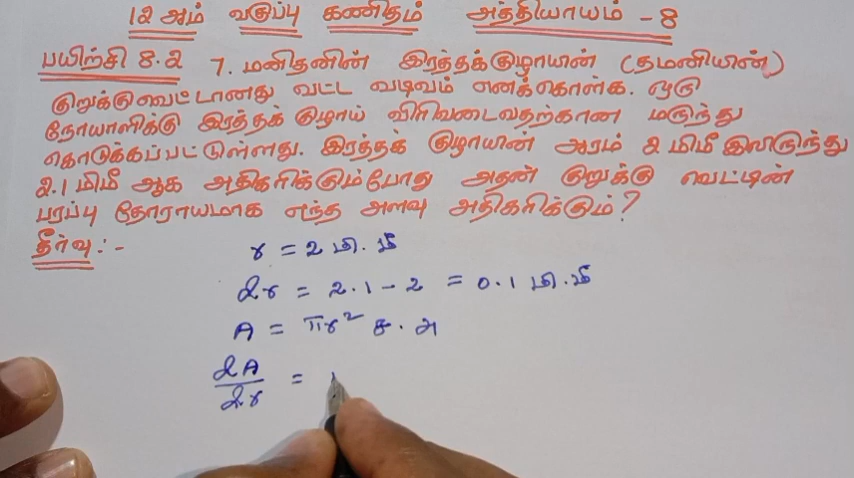 12 ஆம் வகுப்பு கணிதம் அத்தியாயம் - 8
பயிற்சி 8.2 7. மனிதனின் இரத்தக்குழாயின் (தமனியின்)
குறுக்குவெட்டானது வட்ட வடிவம் எனக்கொள்க. ஒரு
நோயாளிக்கு இரத்தக் குழாய் விரிவடைவதற்கான மருந்து
கொடுக்கப்பட்டுள்ளது. இரத்தக் குழாயின் ஆரம் 2 மிமீ இலிருந்து
2.1 மிமீ ஆக அதிகரிக்கும்போது அதன் குறுக்கு வெட்டின்
பரப்பு தோராயமாக எந்த அளவு அதிகரிக்கும்?
தீர்வு :-
r = 2 மி.மீ
dr = 2.1 - 2 = 0.1 மி.மீ
A = πr² ச.அ
dA/dr =